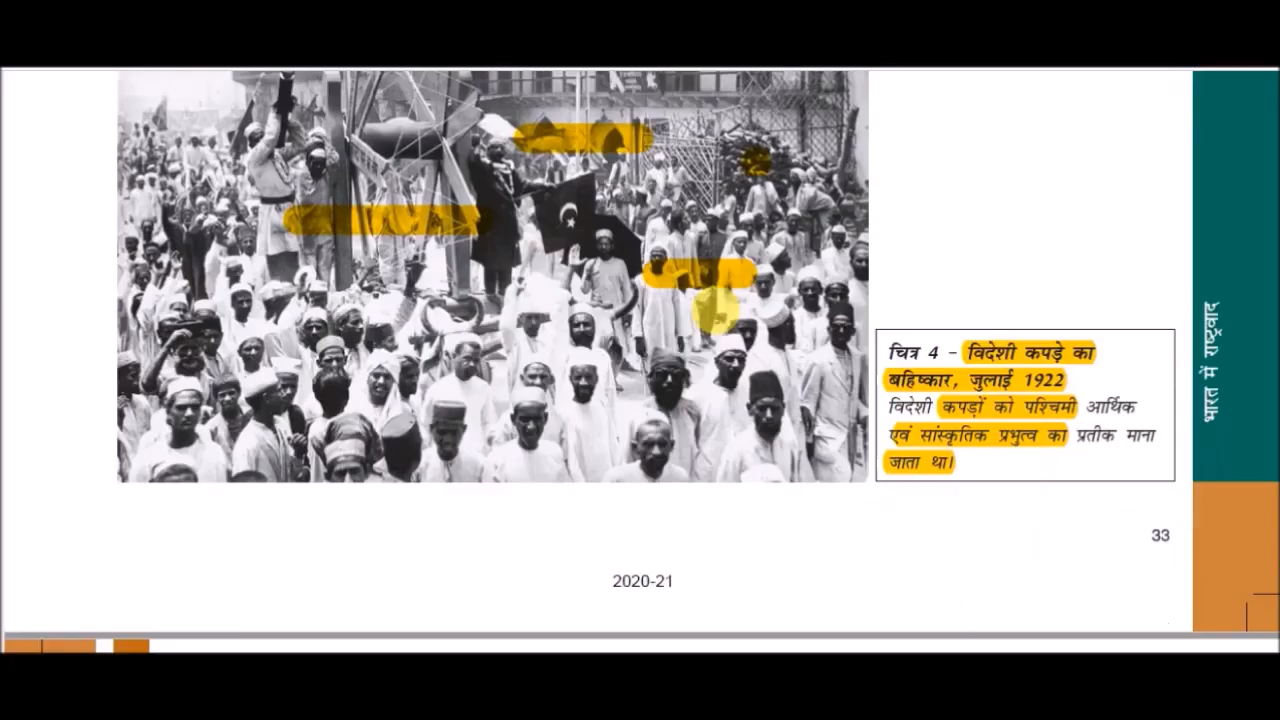 चित्र 4 – विदेशी कपड़े का
बहिष्कार, जुलाई 1922
विदेशी कपड़ों को पश्चिमी आर्थिक
एवं सांस्कृतिक प्रभुत्व का प्रतीक माना
जाता था।
भारत में राष्ट्रवाद
33
2020-21